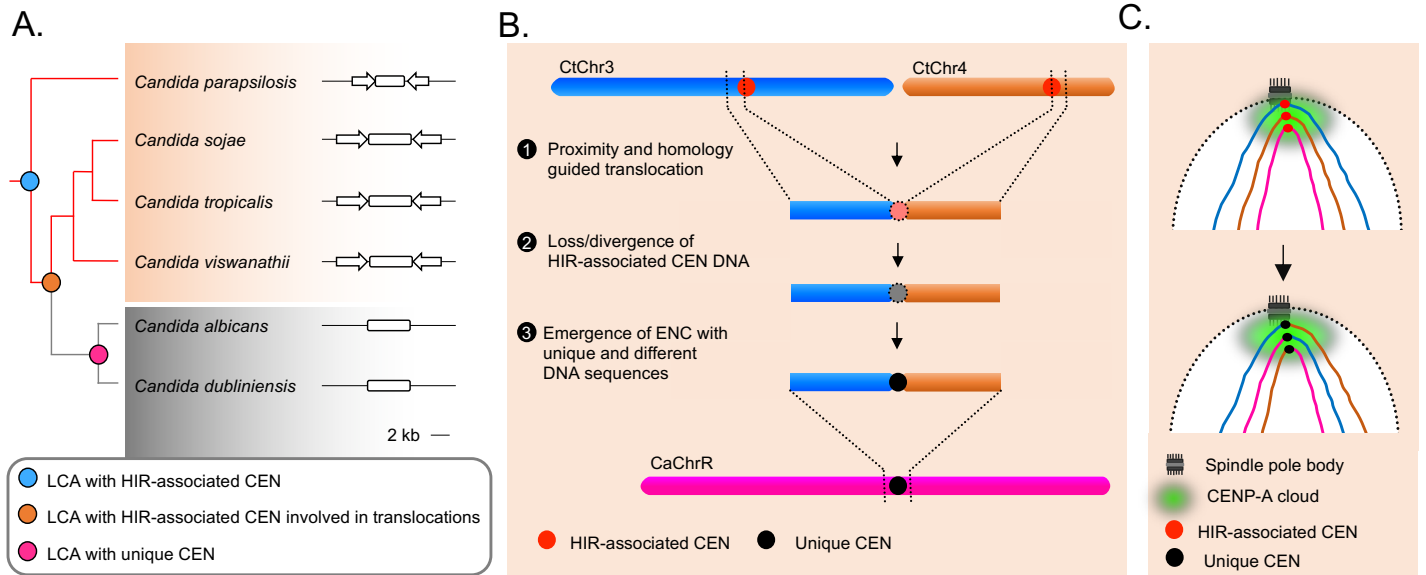 A.
Candida parapsilosis
Candida sojae
Candida tropicalis
Candida viswanathii
Candida albicans
Candida dubliniensis
2 kb
LCA with HIR-associated CEN
LCA with HIR-associated CEN involved in translocations
LCA with unique CEN
B.
CtChr3
CtChr4
1 Proximity and homology
guided translocation
2 Loss/divergence of
HIR-associated CEN DNA
3 Emergence of ENC with
unique and different
DNA sequences
CaChrR
HIR-associated CEN
Unique CEN
C.
Spindle pole body
CENP-A cloud
HIR-associated CEN
Unique CEN